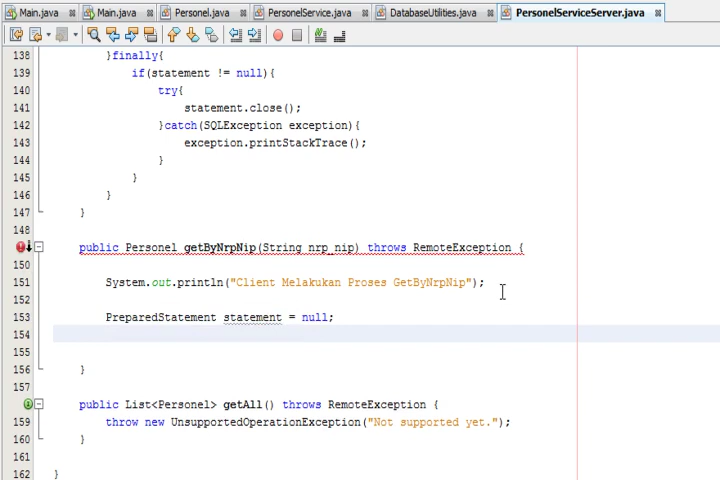 Main.java Main.java Personel.java PersonelService.java DatabaseUtilities.java PersonelServiceServer.java
138 }finally{
139 if(statement != null){
140 try{
141 statement.close();
142 }catch(SQLException exception){
143 exception.printStackTrace();
144 }
145 }
146 }
147 }
148
public Personel getByNrpNip(String nrp_nip) throws RemoteException {
150
151 System.out.println("Client Melakukan Proses GetByNrpNip");
152
153 PreparedStatement statement = null;
154
155
156 }
157
public List<Personel> getAll() throws RemoteException {
159 throw new UnsupportedOperationException("Not supported yet.");
160 }
161
162 }